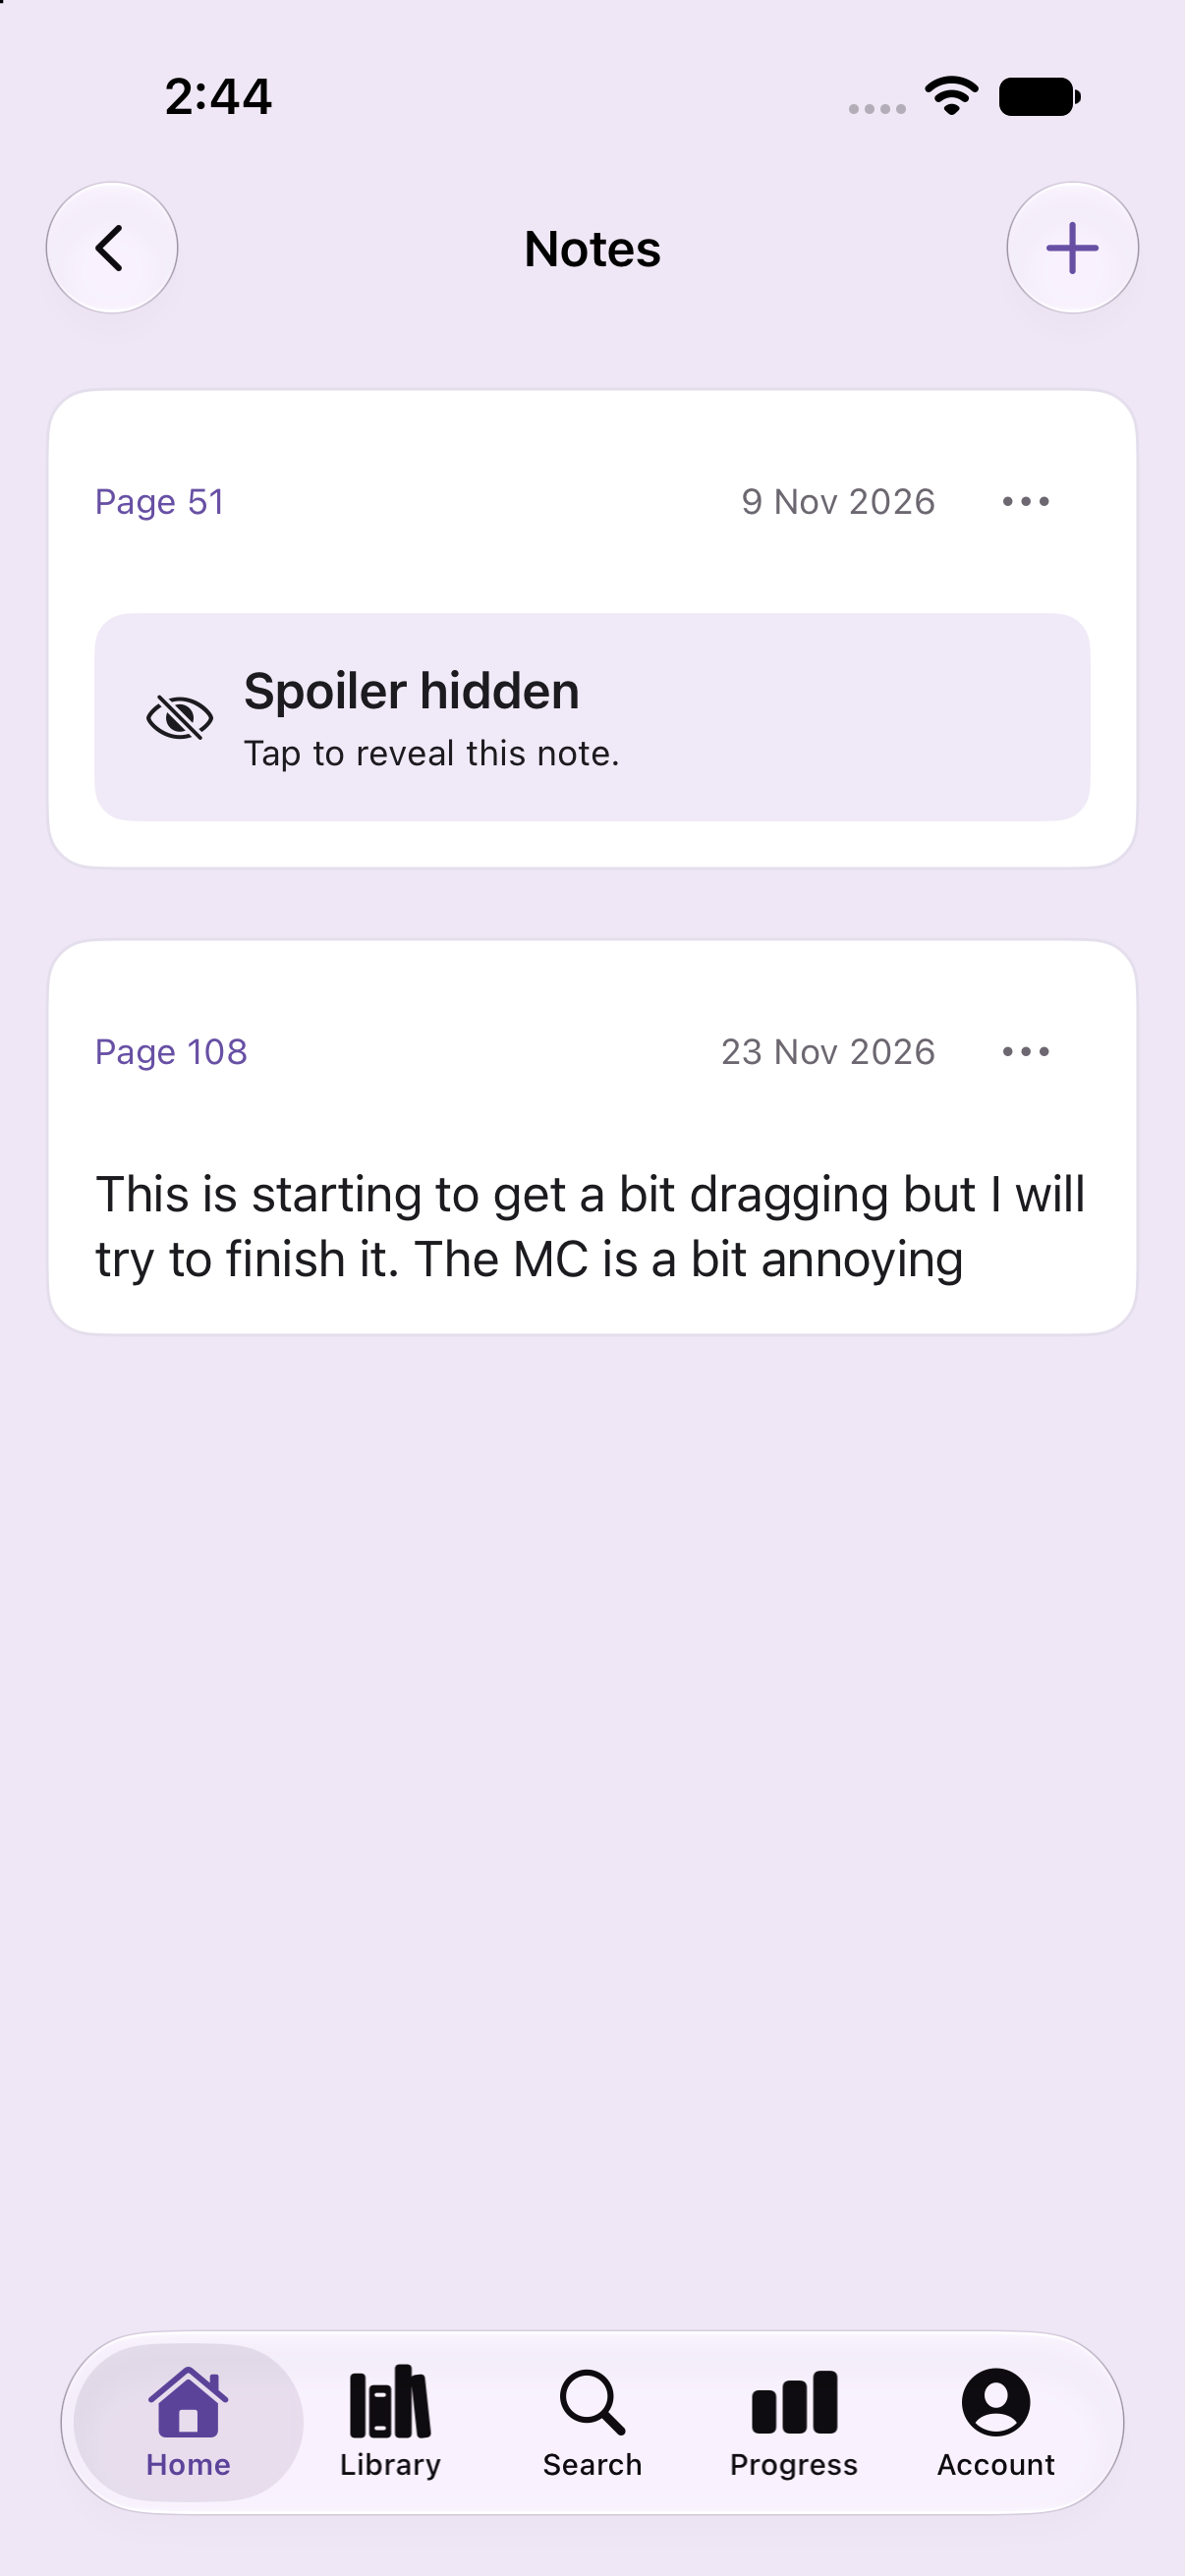 2:44
Notes
Page 51
9 Nov 2026
Spoiler hidden
Tap to reveal this note.
Page 108
23 Nov 2026
This is starting to get a bit dragging but I will
try to finish it. The MC is a bit annoying
Home
Library
Search
Progress
Account